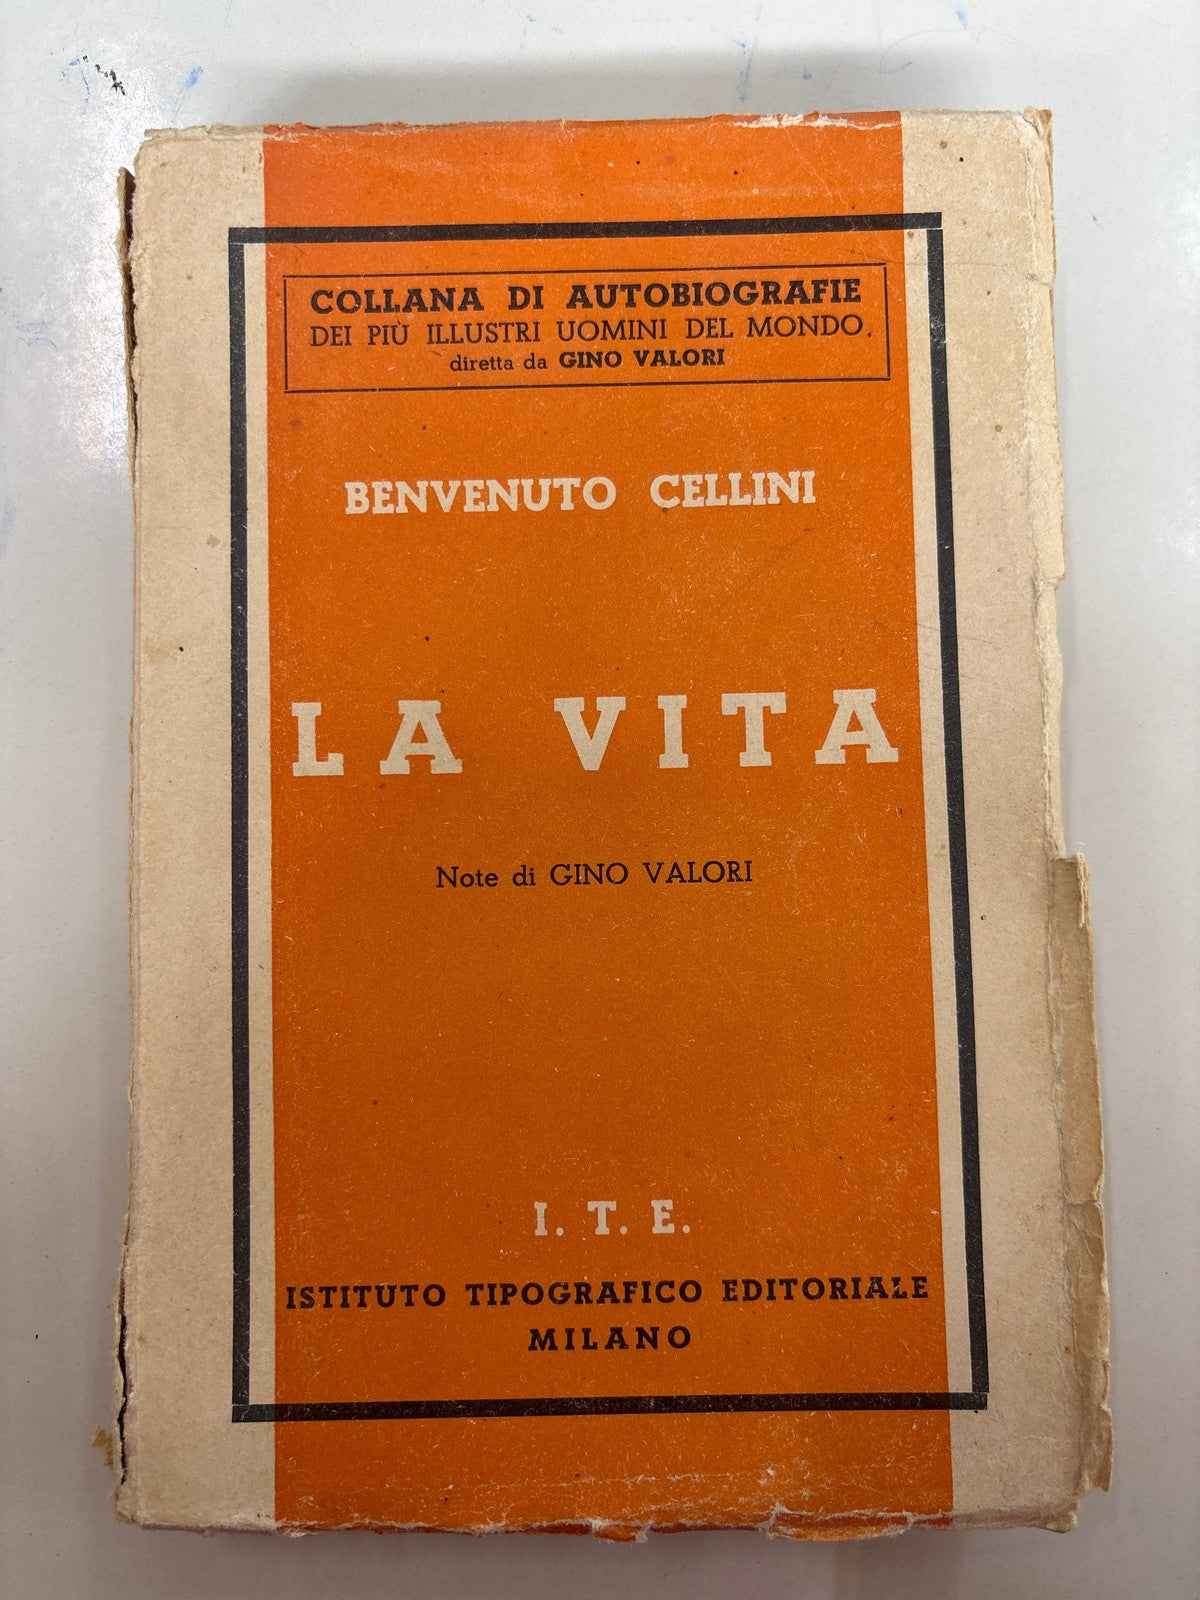 COLLANA DI AUTOBIOGRAFIE
DEI PIÙ ILLUSTRI UOMINI DEL MONDO.
diretta da GINO VALORI
BENVENUTO CELLINI
LA VITA
Note di GINO VALORI
I. T. E.
ISTITUTO TIPOGRAFICO EDITORIALE
MILANO